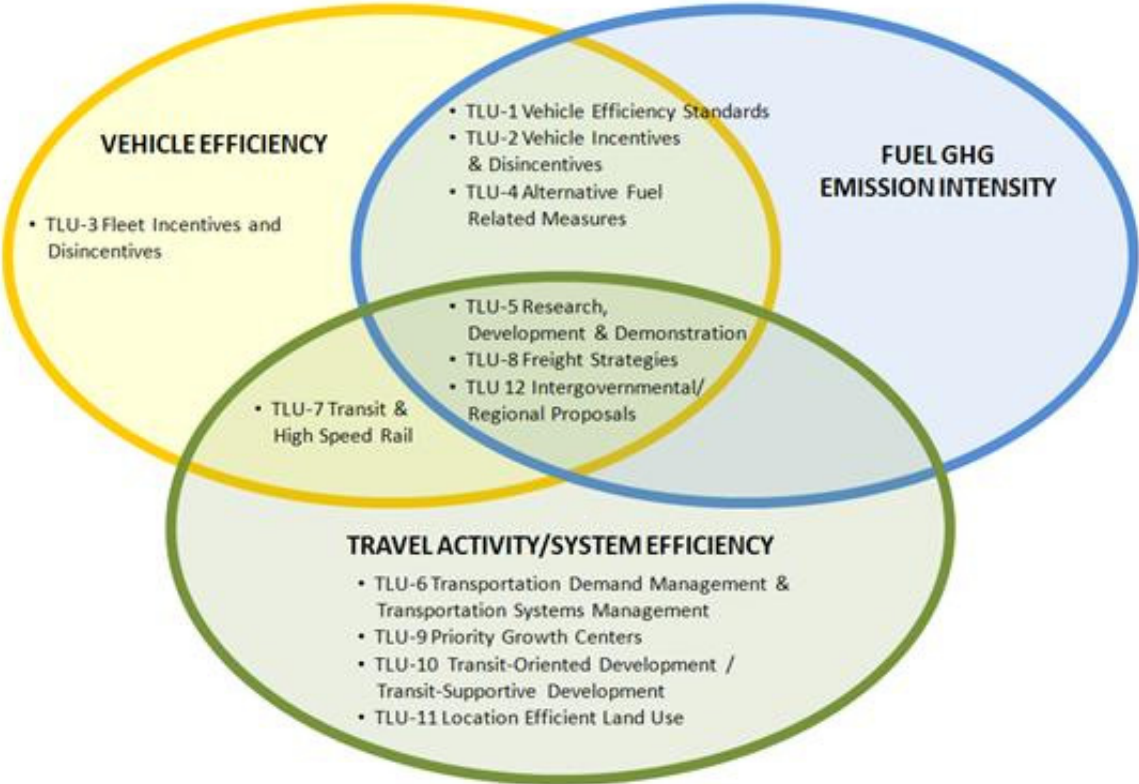 VEHICLE EFFICIENCY
• TLU-3 Fleet Incentives and
Disincentives
• TLU-1 Vehicle Efficiency Standards
• TLU-2 Vehicle Incentives
& Disincentives
• TLU-4 Alternative Fuel
Related Measures
FUEL GHG
EMISSION INTENSITY
• TLU-5 Research,
Development & Demonstration
• TLU-8 Freight Strategies
• TLU 12 Intergovernmental/
Regional Proposals
• TLU-7 Transit &
High Speed Rail
TRAVEL ACTIVITY/SYSTEM EFFICIENCY
• TLU-6 Transportation Demand Management &
Transportation Systems Management
• TLU-9 Priority Growth Centers
• TLU-10 Transit-Oriented Development /
Transit-Supportive Development
• TLU-11 Location Efficient Land Use